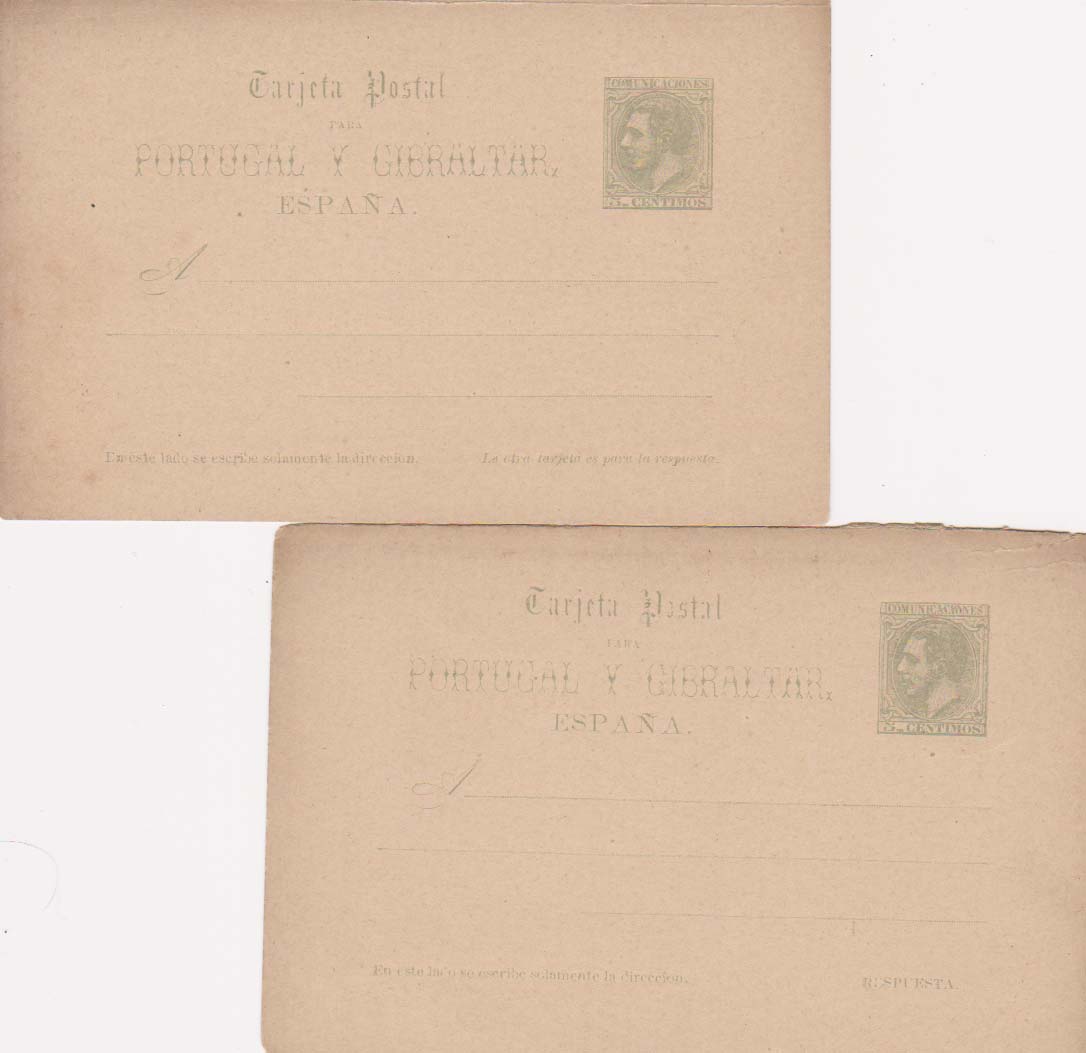 Tarjeta Postal
PARA
PORTUGAL Y GIBRALTAR,
ESPAÑA.
COMUNICACIONES
5 CENTIMOS
A
En este lado se escribe solamente la direccion.
La otra tarjeta es para la respuesta.
Tarjeta Postal
PARA
PORTUGAL Y GIBRALTAR,
ESPAÑA.
COMUNICACIONES
5 CENTIMOS
A
En este lado se escribe solamente la direccion.
RESPUESTA.